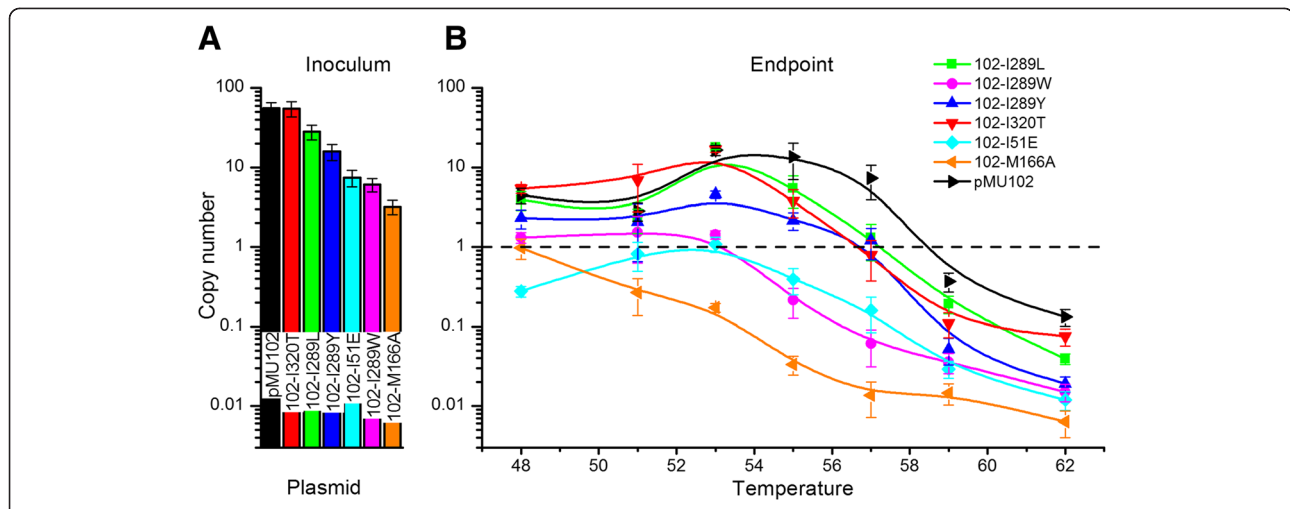 A
Inoculum
Copy number
100
10
1
0.1
0.01
pMU102
102-I320T
102-I289L
102-I289Y
102-I51E
102-I289W
102-M166A
Plasmid
B
Endpoint
100
10
1
0.1
0.01
48
50
52
54
56
58
60
62
Temperature
102-I289L
102-I289W
102-I289Y
102-I320T
102-I51E
102-M166A
pMU102